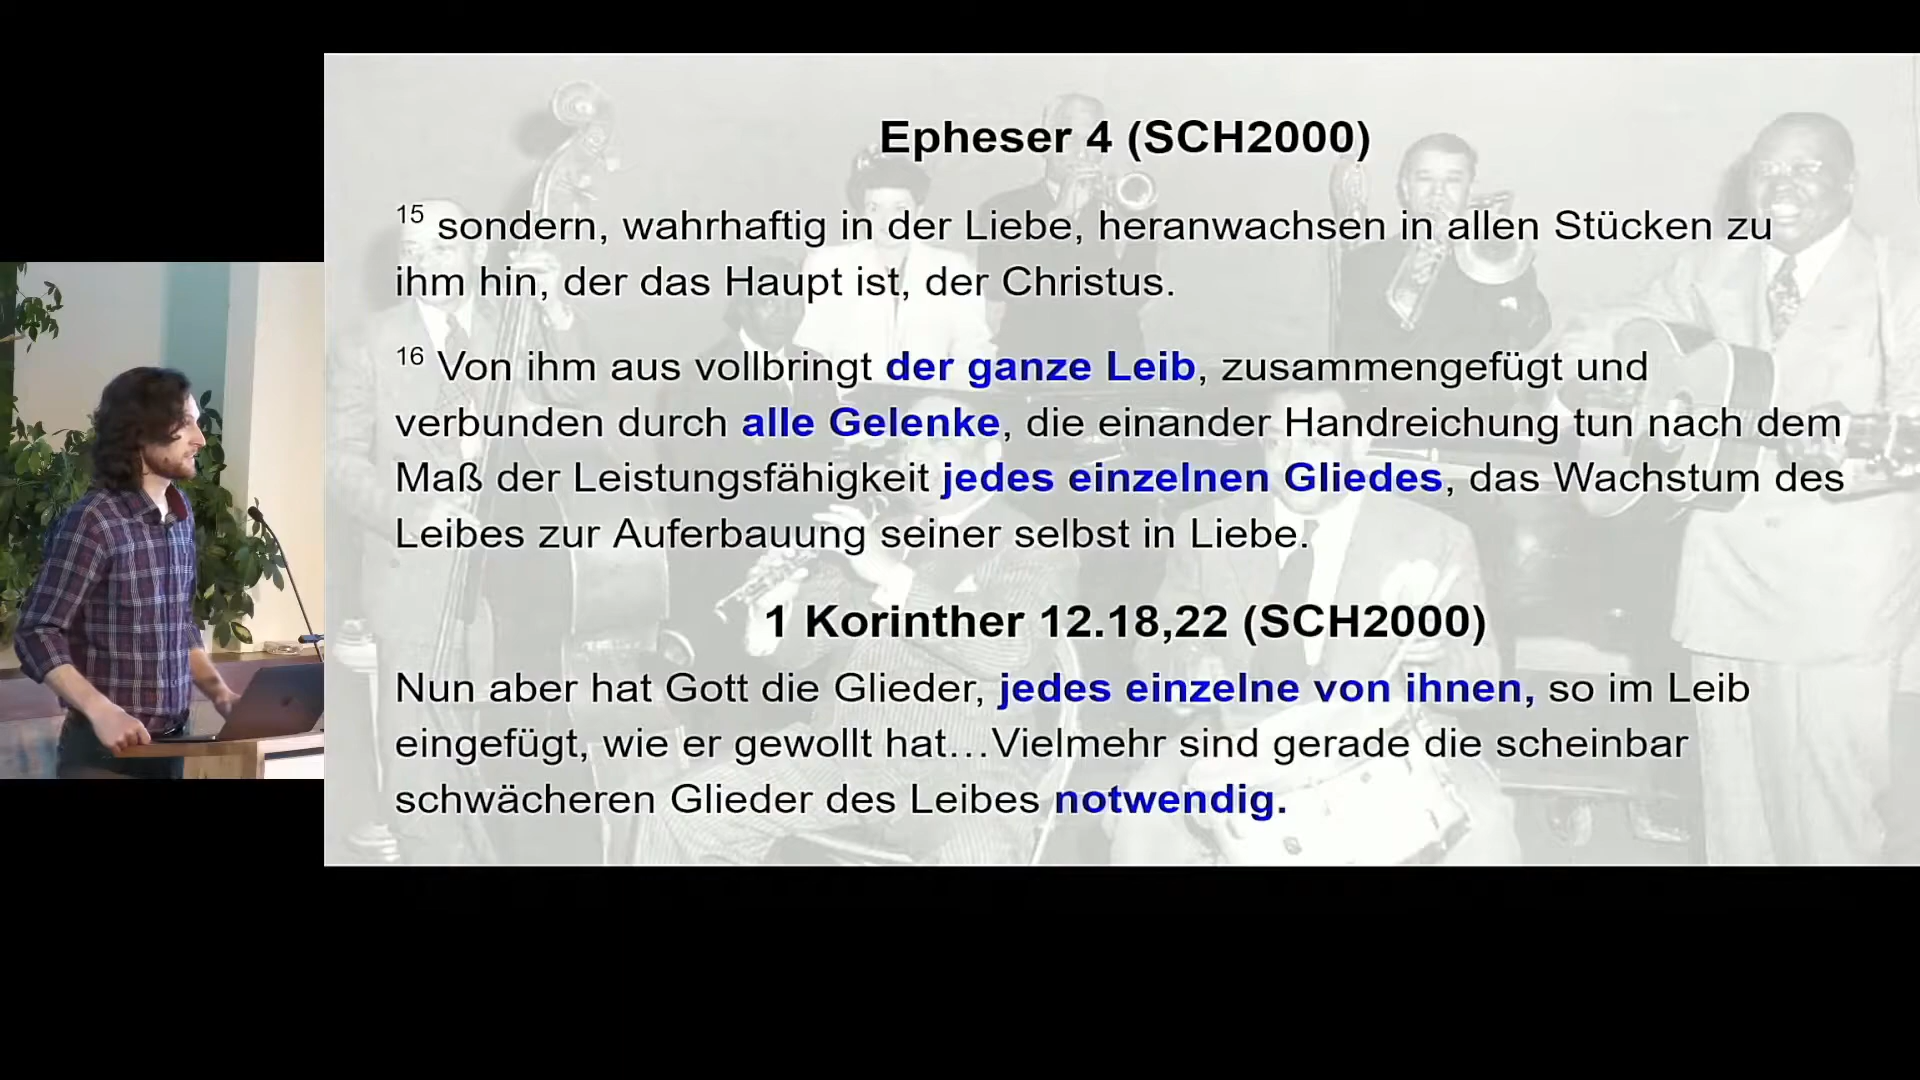 Epheser 4 (SCH2000)
15 sondern, wahrhaftig in der Liebe, heranwachsen in allen Stücken zu
ihm hin, der das Haupt ist, der Christus.
16 Von ihm aus vollbringt der ganze Leib, zusammengefügt und
verbunden durch alle Gelenke, die einander Handreichung tun nach dem
Maß der Leistungsfähigkeit jedes einzelnen Gliedes, das Wachstum des
Leibes zur Auferbauung seiner selbst in Liebe.
1 Korinther 12.18,22 (SCH2000)
Nun aber hat Gott die Glieder, jedes einzelne von ihnen, so im Leib
eingefügt, wie er gewollt hat…Vielmehr sind gerade die scheinbar
schwächeren Glieder des Leibes notwendig.